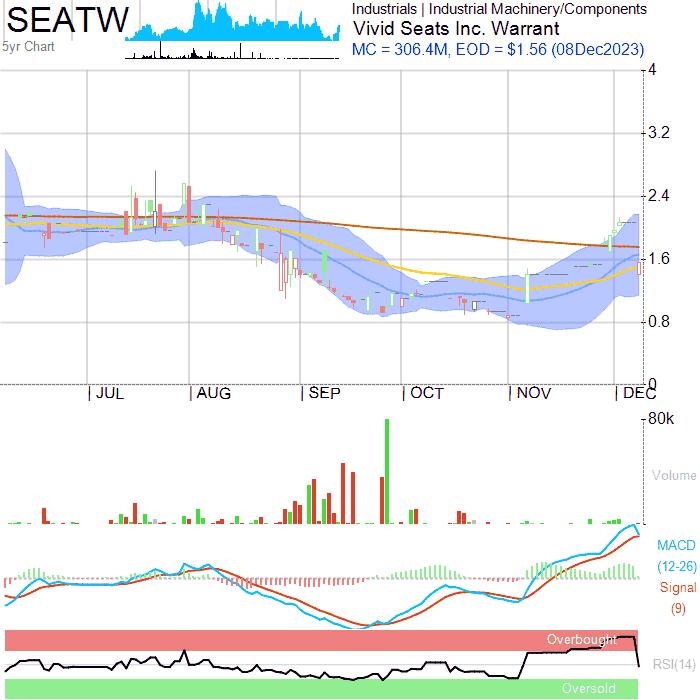 SEATW
5yr Chart
Industrials | Industrial Machinery/Components
Vivid Seats Inc. Warrant
MC = 306.4M, EOD = $1.56 (08Dec2023)
4
3.2
2.4
1.6
0.8
0
JUL AUG SEP OCT NOV DEC
80k
Volume
MACD
(12-26)
Signal
(9)
Overbought
RSI(14)
Oversold